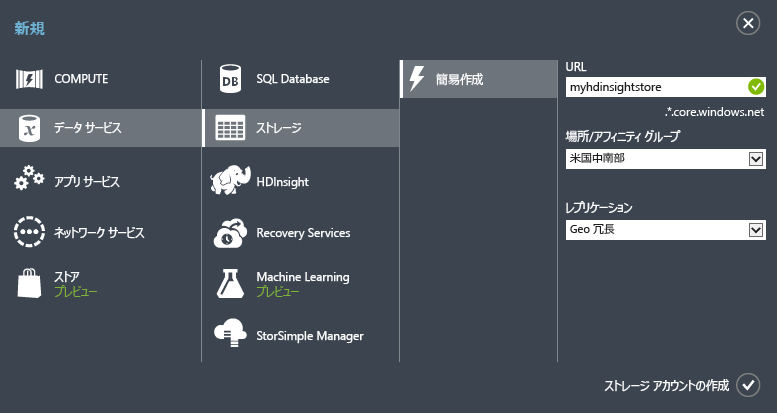 新規
COMPUTE
データ サービス
アプリ サービス
ネットワーク サービス
ストア
プレビュー
SQL Database
DB
ストレージ
HDInsight
Recovery Services
Machine Learning
プレビュー
StorSimple Manager
簡易作成
URL
myhdinsightstore
.*.core.windows.net
場所/アフィニティ グループ
米国中南部
レプリケーション
Geo 冗長
ストレージ アカウントの作成